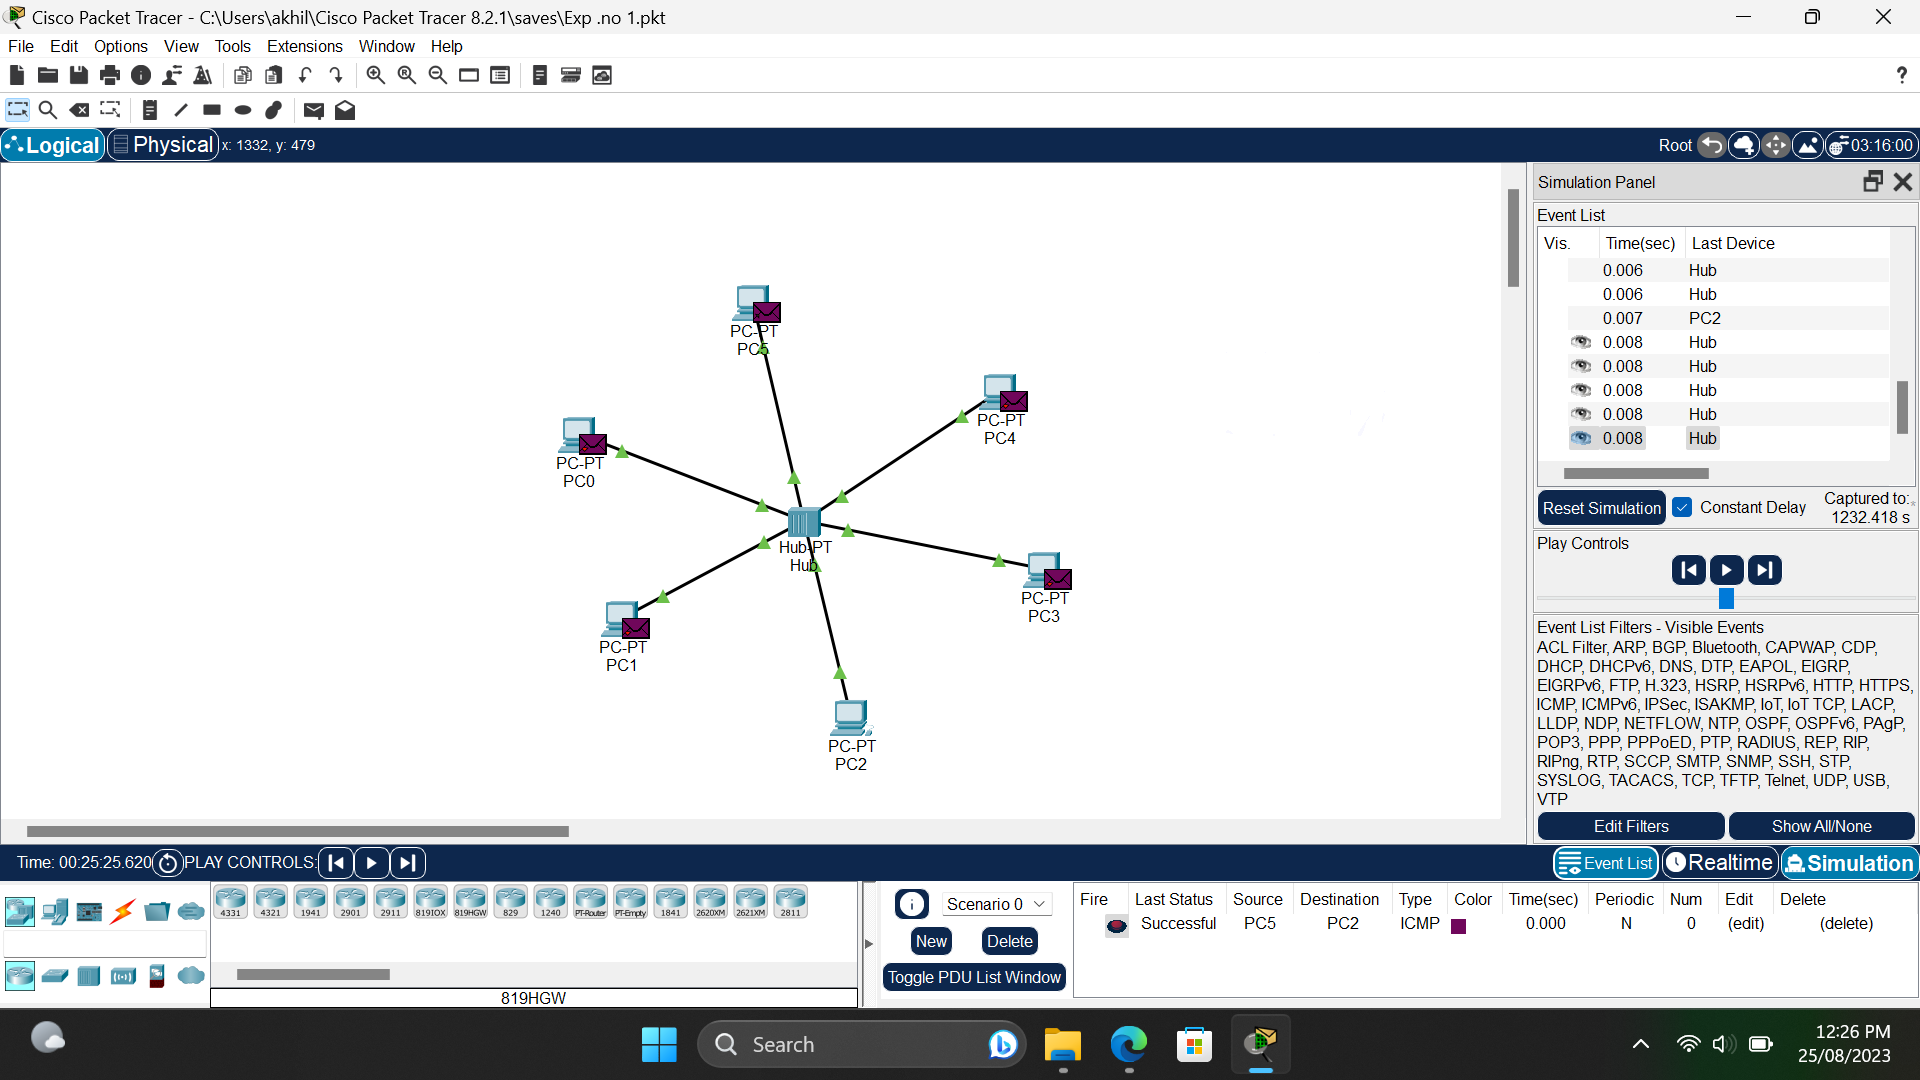 Cisco Packet Tracer - C:\Users\akhil\Cisco Packet Tracer 8.2.1\saves\Exp .no 1.pkt
File Edit Options View Tools Extensions Window Help
?
Logical Physical x: 1332, y: 479 Root 03:16:00
Simulation Panel
Event List
Vis. Time(sec) Last Device
0.006 Hub
0.006 Hub
0.007 PC2
0.008 Hub
0.008 Hub
0.008 Hub
0.008 Hub
0.008 Hub
Reset Simulation Constant Delay Captured to:
1232.418 s
Play Controls
Event List Filters - Visible Events
ACL Filter, ARP, BGP, Bluetooth, CAPWAP, CDP,
DHCP, DHCPv6, DNS, DTP, EAPOL, EIGRP,
EIGRPv6, FTP, H.323, HSRP, HSRPv6, HTTP, HTTPS,
ICMP, ICMPv6, IPSec, ISAKMP, IoT, IoT TCP, LACP,
LLDP, NDP, NETFLOW, NTP, OSPF, OSPFv6, PAgP,
POP3, PPP, PPPoED, PTP, RADIUS, REP, RIP,
RIPng, RTP, SCCP, SMTP, SNMP, SSH, STP,
SYSLOG, TACACS, TCP, TFTP, Telnet, UDP, USB,
VTP
Edit Filters Show All/None
PC-PT
PC5
PC-PT
PC4
PC-PT
PC0
Hub-PT
Hub
PC-PT
PC3
PC-PT
PC1
PC-PT
PC2
Time: 00:25:25.620 PLAY CONTROLS: Event List Realtime Simulation
4331 4321 1941 2901 2911 819IOX 819HGW 829 1240 PT-Router PT-Empty 1841 2620XM 2621XM 2811
819HGW
Scenario 0
New Delete
Toggle PDU List Window
Fire Last Status Source Destination Type Color Time(sec) Periodic Num Edit Delete
Successful PC5 PC2 ICMP 0.000 N 0 (edit) (delete)
Search
12:26 PM
25/08/2023